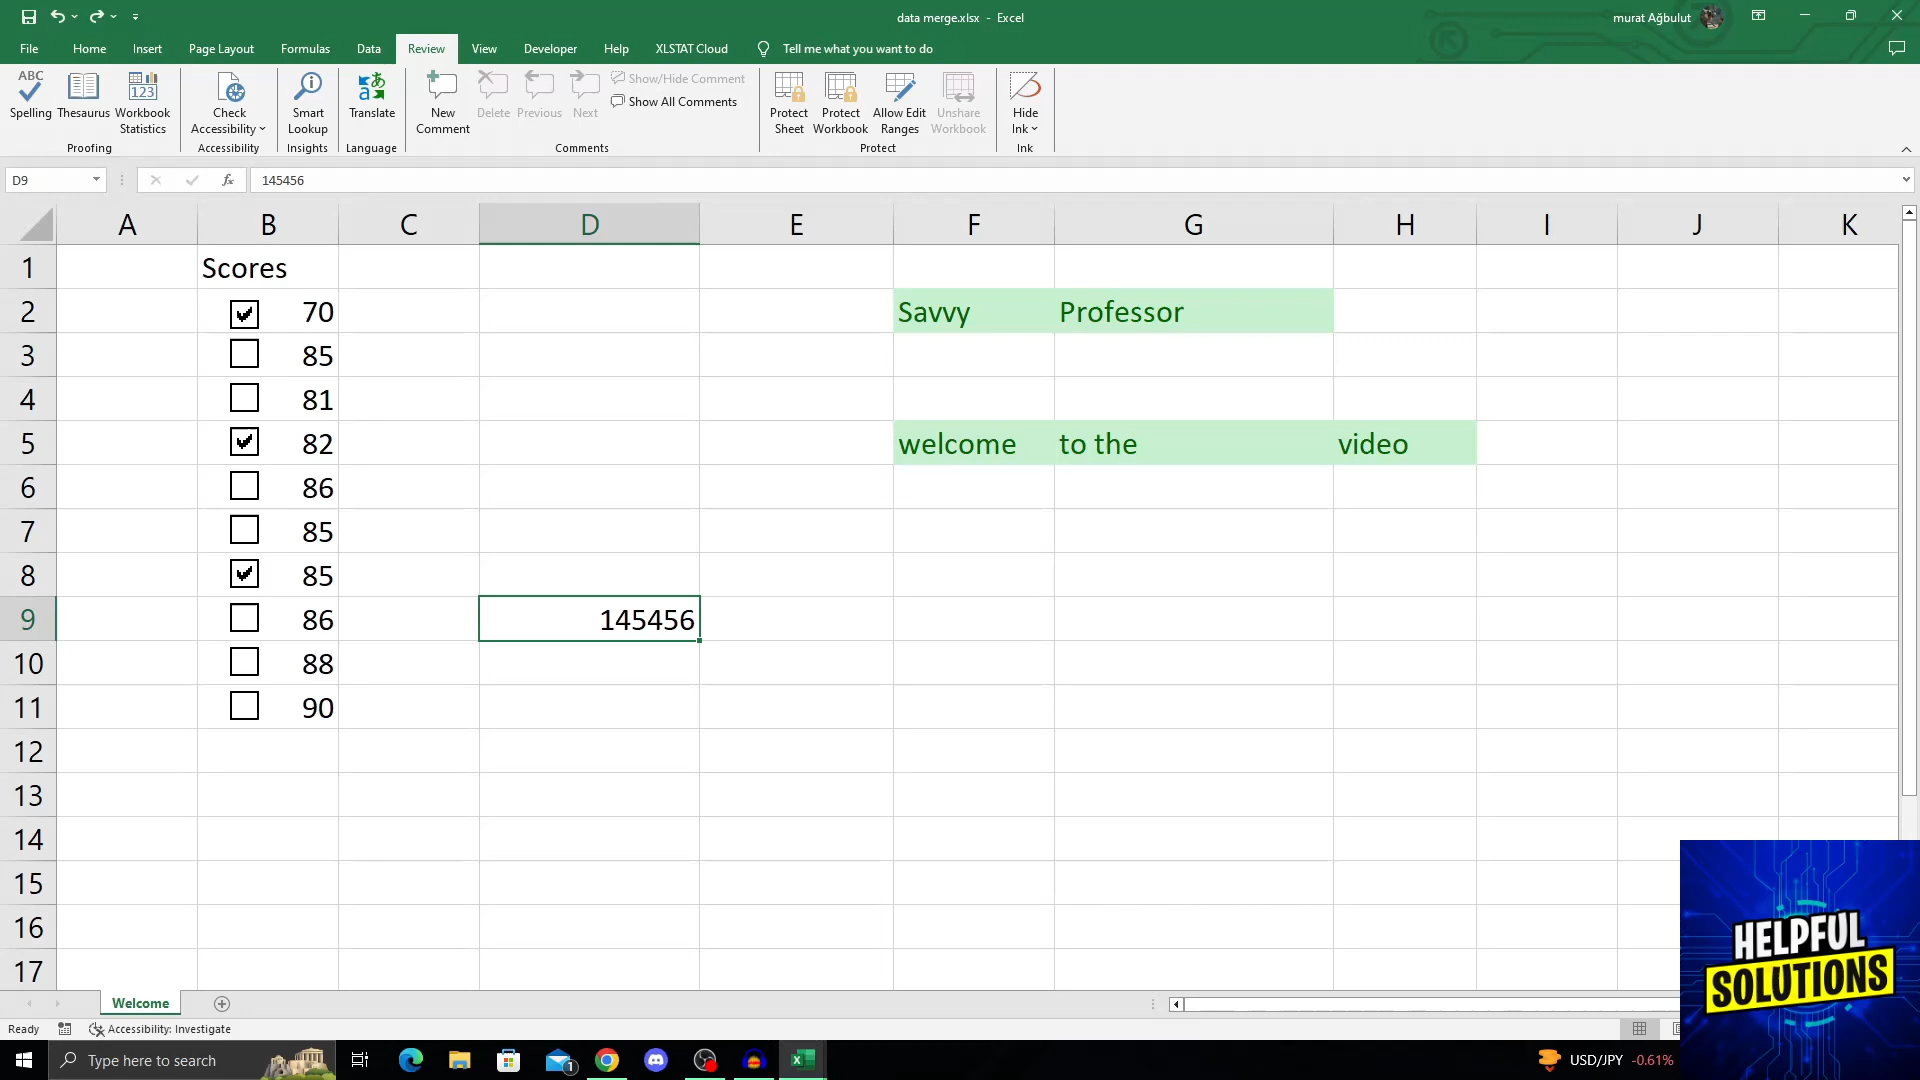 data merge.xlsx - Excel
murat Ağbulut
File Home Insert Page Layout Formulas Data Review View Developer Help XLSTAT Cloud Tell me what you want to do
ABC
Spelling
Thesaurus
123
Workbook
Statistics
Proofing
Check
Accessibility
Accessibility
Smart
Lookup
Insights
Translate
Language
New
Comment
Delete
Previous
Next
Show/Hide Comment
Show All Comments
Comments
Protect
Sheet
Protect
Workbook
Allow Edit
Ranges
Unshare
Workbook
Protect
Hide
Ink
Ink
D9 fx 145456
A B C D E F G H I J K
1 Scores
2 70 Savvy Professor
3 85
4 81
5 82 welcome to the video
6 86
7 85
8 85
9 86 145456
10 88
11 90
12
13
14
15
16
17
HELPFUL
SOLUTIONS
Welcome
Ready Accessibility: Investigate
Type here to search
1
USD/JPY -0.61%